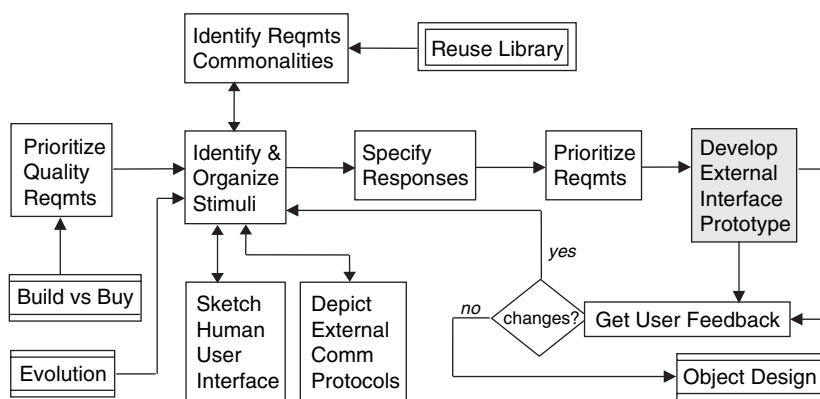 Identify Reqmts
Commonalities
Reuse Library
Prioritize
Quality
Reqmts
Identify &
Organize
Stimuli
Specify
Responses
Prioritize
Reqmts
Develop
External
Interface
Prototype
yes
Build vs Buy
Sketch
Human
User
Interface
Depict
External
Comm
Protocols
no
changes?
Get User Feedback
Evolution
Object Design